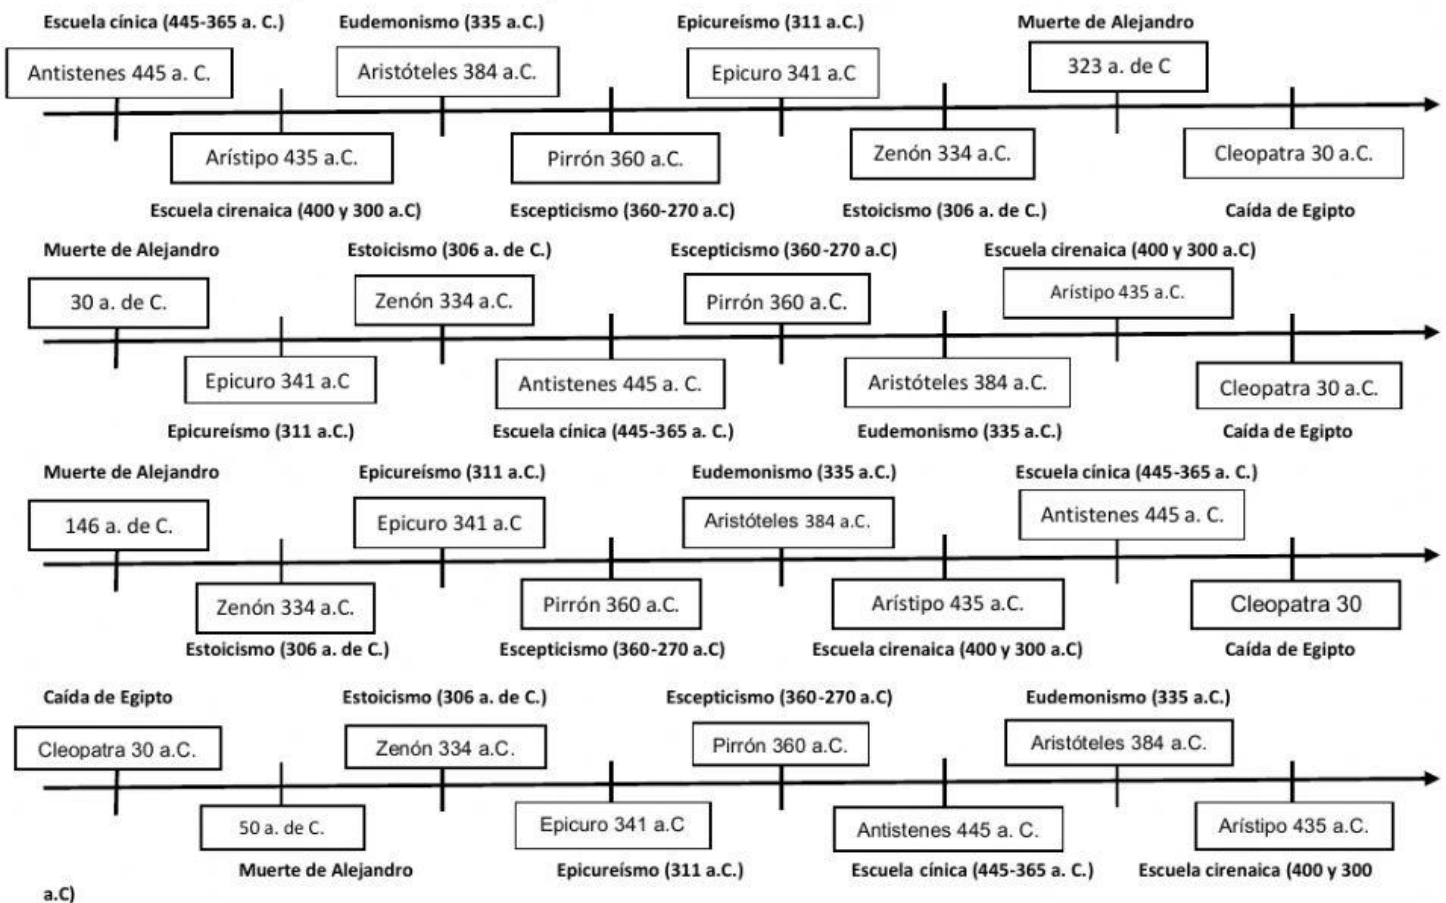 Escuela cínica (445-365 a. C.) Eudemonismo (335 a.C.) Epicureísmo (311 a.C.) Muerte de Alejandro
Antistenes 445 a. C. Aristóteles 384 a.C. Epicuro 341 a.C 323 a. de C
Arístipo 435 a.C. Pirrón 360 a.C. Zenón 334 a.C. Cleopatra 30 a.C.
Escuela cirenaica (400 y 300 a.C) Escepticismo (360-270 a.C) Estoicismo (306 a. de C.) Caída de Egipto
Muerte de Alejandro Estoicismo (306 a. de C.) Escepticismo (360-270 a.C) Escuela cirenaica (400 y 300 a.C)
30 a. de C. Zenón 334 a.C. Pirrón 360 a.C. Arístipo 435 a.C.
Epicuro 341 a.C Antistenes 445 a. C. Aristóteles 384 a.C. Cleopatra 30 a.C.
Epicureísmo (311 a.C.) Escuela cínica (445-365 a. C.) Eudemonismo (335 a.C.) Caída de Egipto
Muerte de Alejandro Epicureísmo (311 a.C.) Eudemonismo (335 a.C.) Escuela cínica (445-365 a. C.)
146 a. de C. Epicuro 341 a.C Aristóteles 384 a.C. Antistenes 445 a. C.
Zenón 334 a.C. Pirrón 360 a.C. Arístipo 435 a.C. Cleopatra 30
Estoicismo (306 a. de C.) Escepticismo (360-270 a.C) Escuela cirenaica (400 y 300 a.C) Caída de Egipto
Caída de Egipto Estoicismo (306 a. de C.) Escepticismo (360-270 a.C) Eudemonismo (335 a.C.)
Cleopatra 30 a.C. Zenón 334 a.C. Pirrón 360 a.C. Aristóteles 384 a.C.
50 a. de C. Epicuro 341 a.C Antistenes 445 a. C. Arístipo 435 a.C.
Muerte de Alejandro Epicureísmo (311 a.C.) Escuela cínica (445-365 a. C.) Escuela cirenaica (400 y 300
a.C)